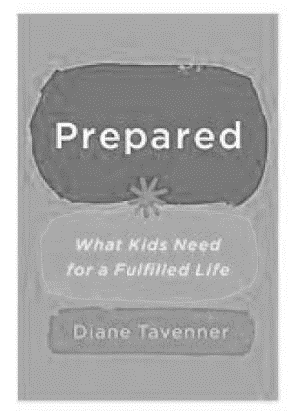 Prepared
What Kids Need
for a Fulfilled Life
Diane Tavenner